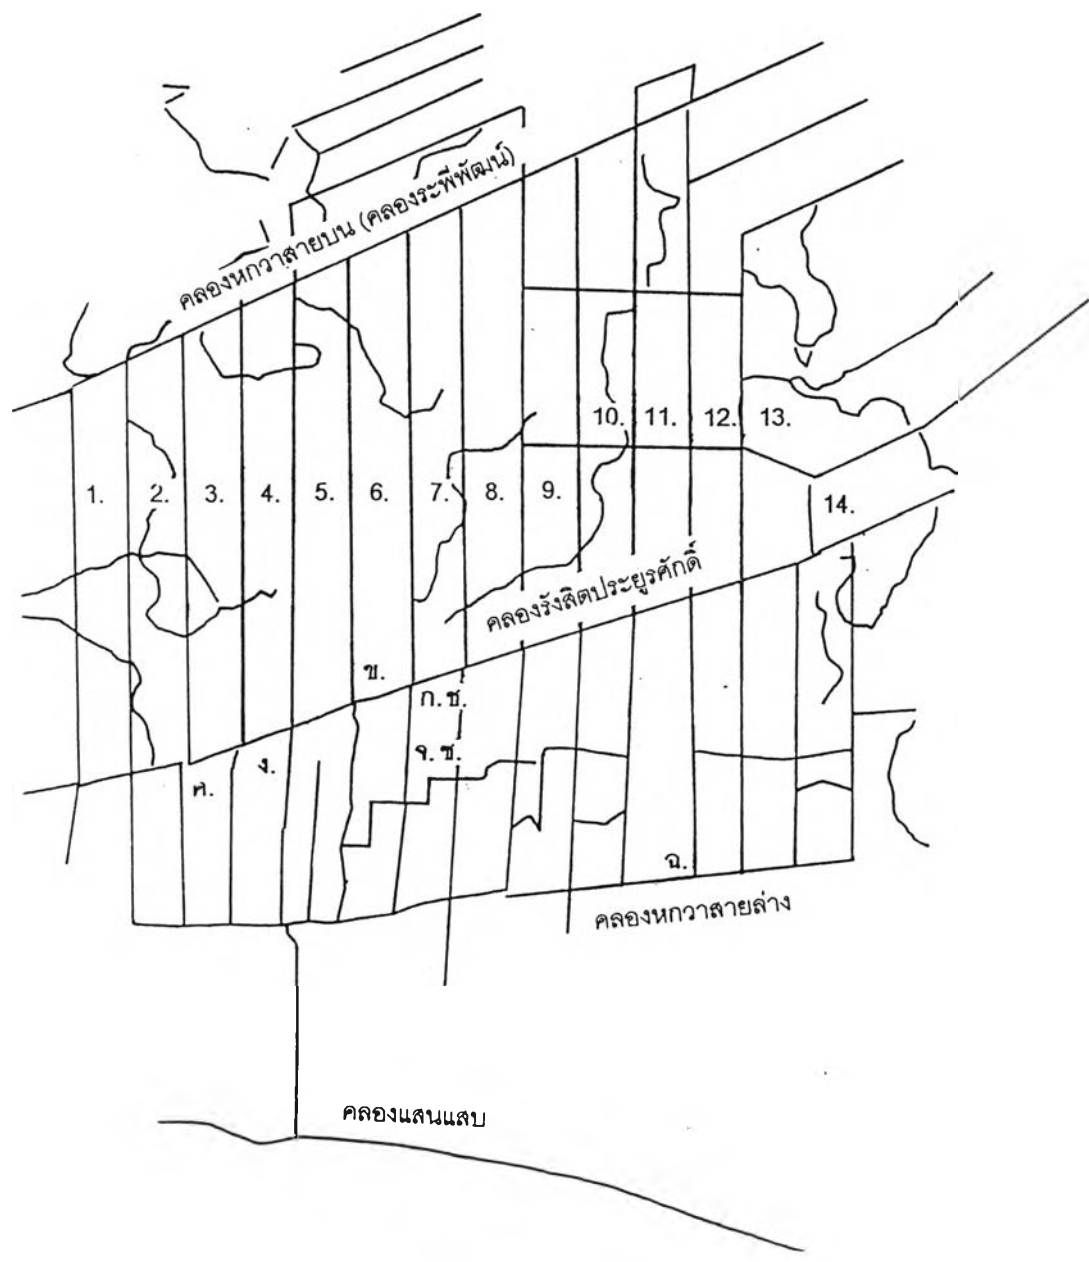 คลองหกวาสายบน (คลองระพีพัฒน์)
10. 11. 12. 13.
1. 2. 3. 4. 5. 6. 7. 8. 9. 14.
คลองรังสิตประยูรศักดิ์
ข.
ก. ช.
จ. ซ.
ง.
ค.
ฉ.
คลองหกวาสายล่าง
คลองแสนแสบ